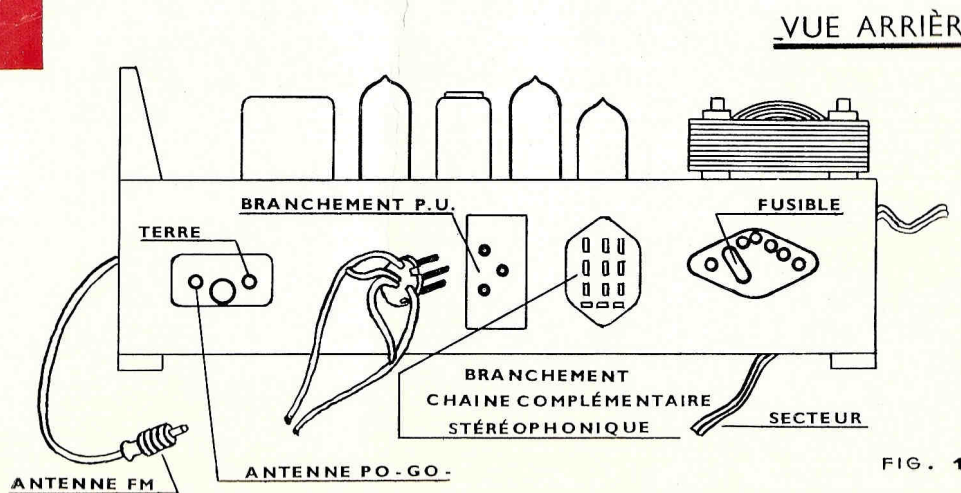 VUE ARRIÈR
BRANCHEMENT P.U.
FUSIBLE
TERRE
BRANCHEMENT
CHAINE COMPLÉMENTAIRE
STÉRÉOPHONIQUE
SECTEUR
ANTENNE PO-GO-
ANTENNE FM
FIG. 1